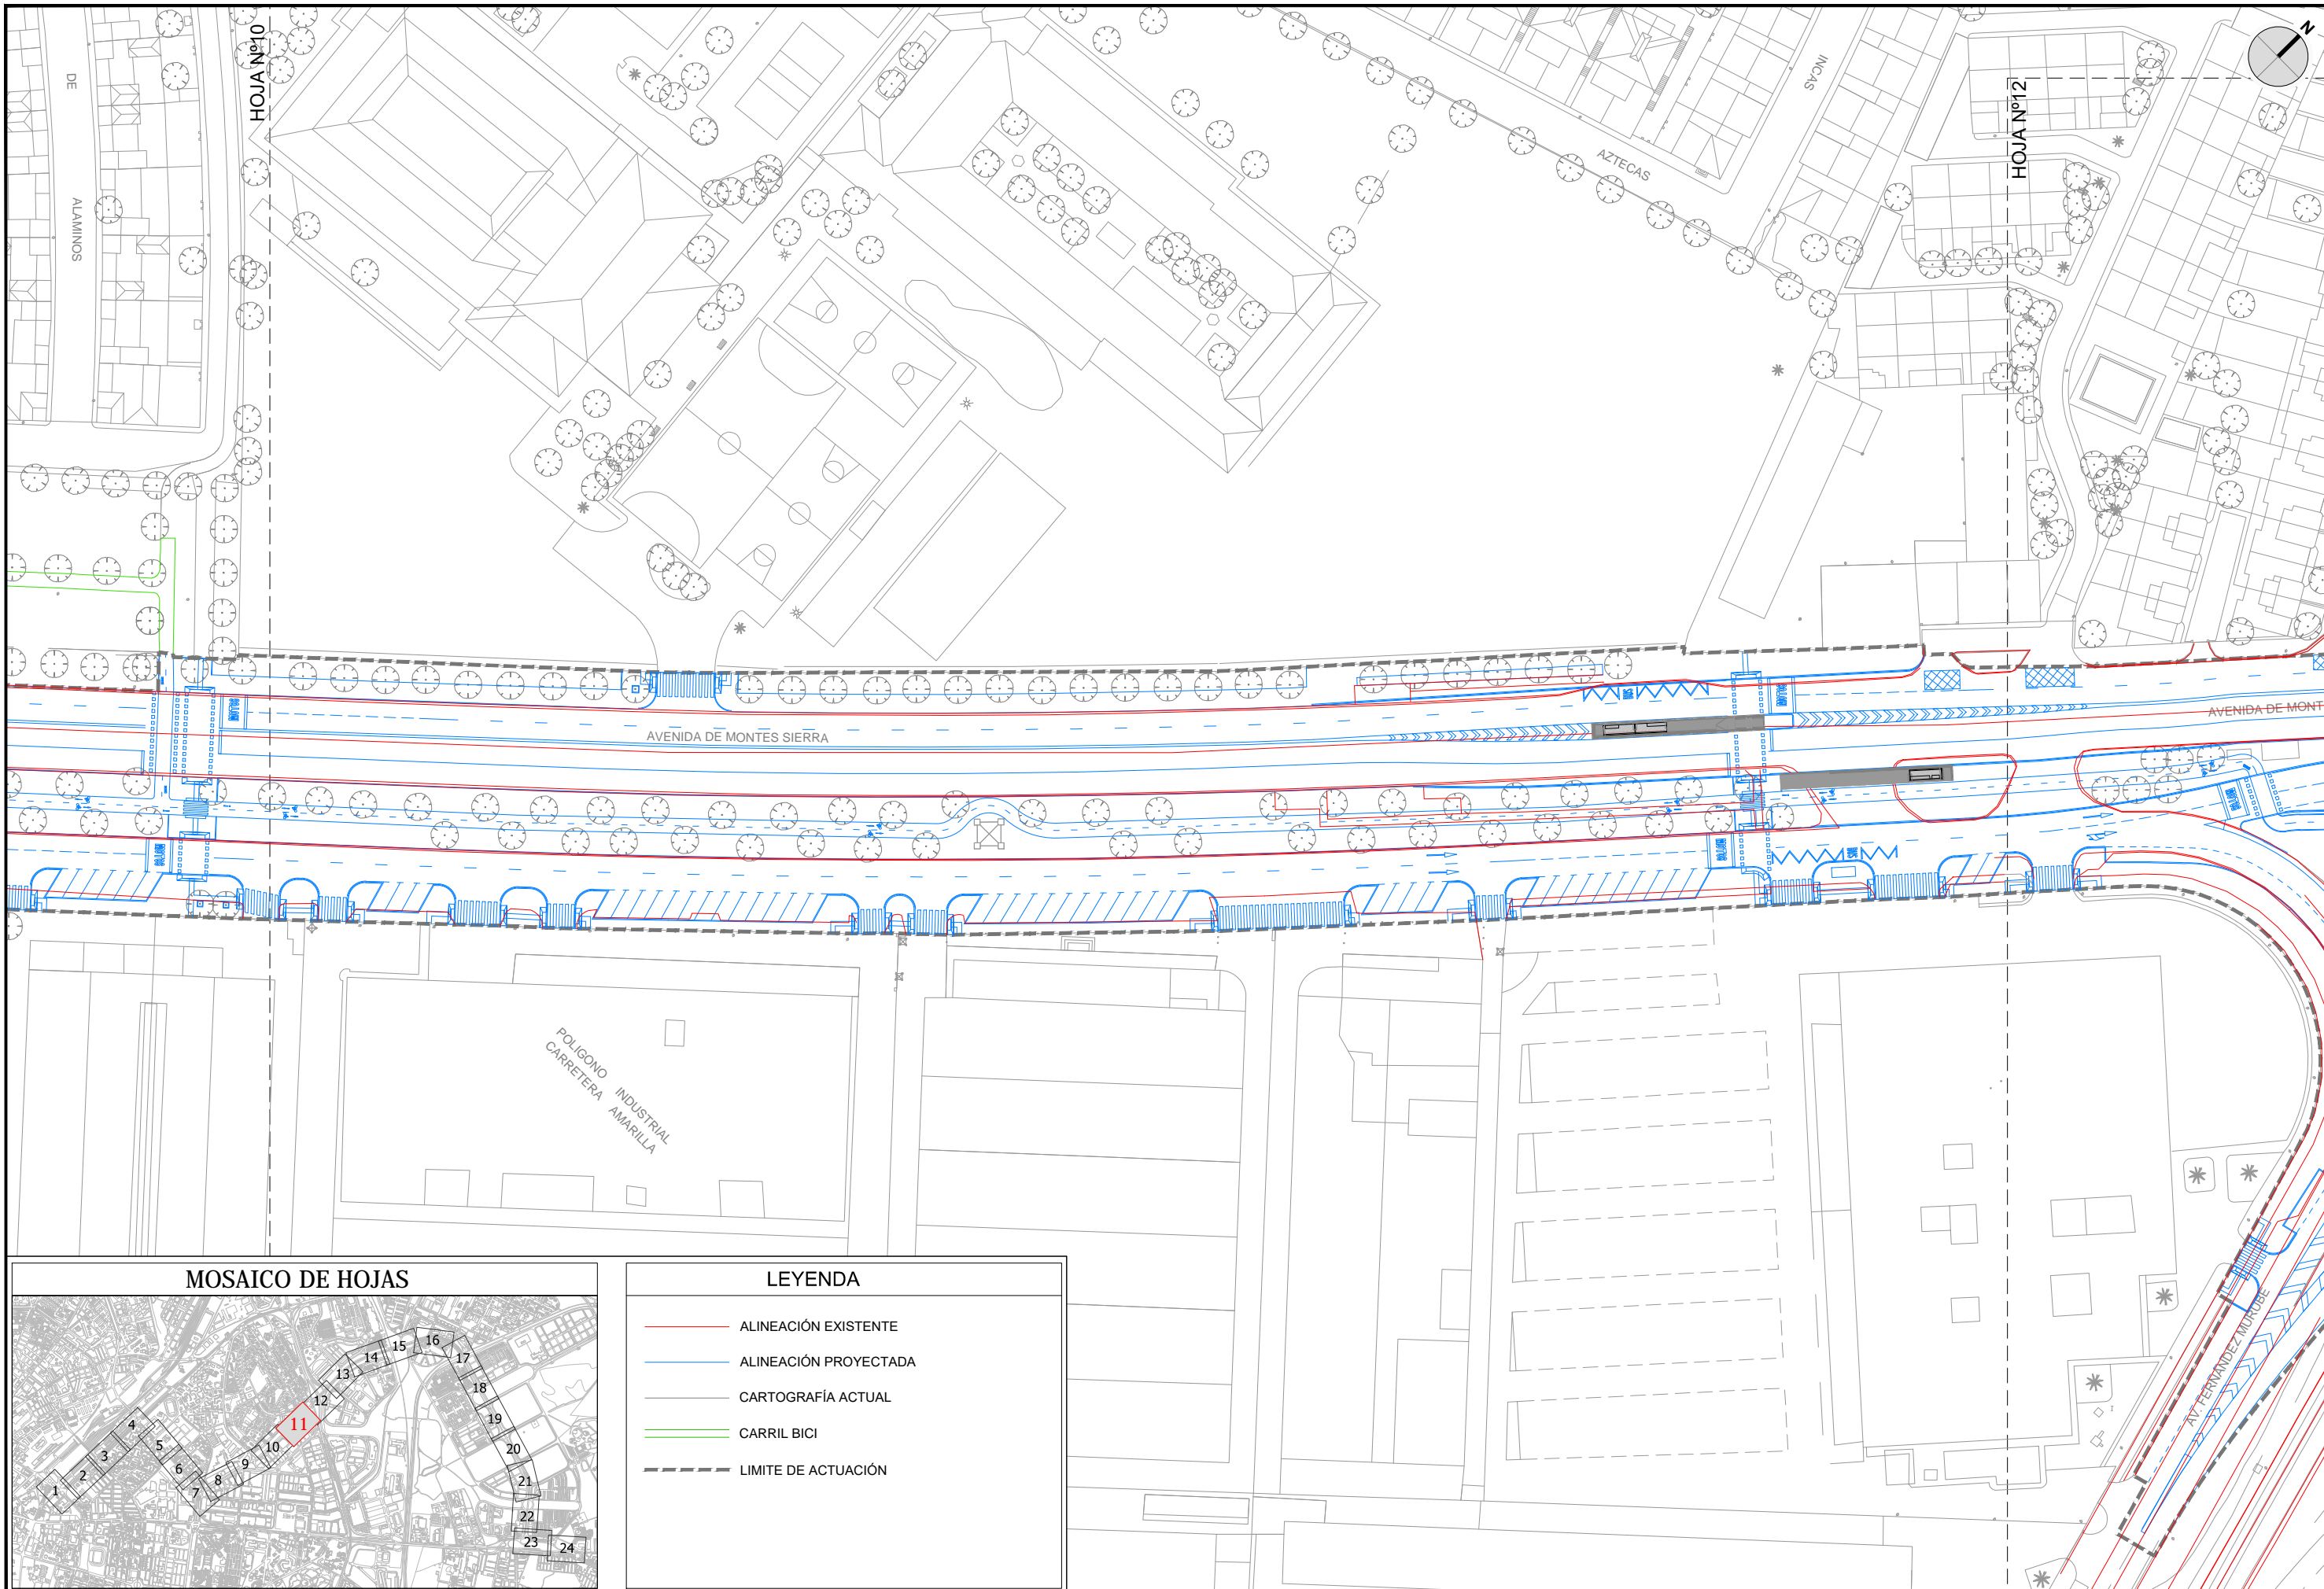 HOJA Nº10
HOJA Nº12
N
DE
ALAMINOS
INCAS
AZTECAS
AVENIDA DE MONTES SIERRA
AVENIDA DE MONT
BUS
BUS
POLIGONO INDUSTRIAL
CARRETERA AMARILLA
AV. FERNANDEZ MURUBE
MOSAICO DE HOJAS
1
2
3
4
5
6
7
8
9
10
11
12
13
14
15
16
17
18
19
20
21
22
23
24
LEYENDA
ALINEACIÓN EXISTENTE
ALINEACIÓN PROYECTADA
CARTOGRAFÍA ACTUAL
CARRIL BICI
LIMITE DE ACTUACIÓN